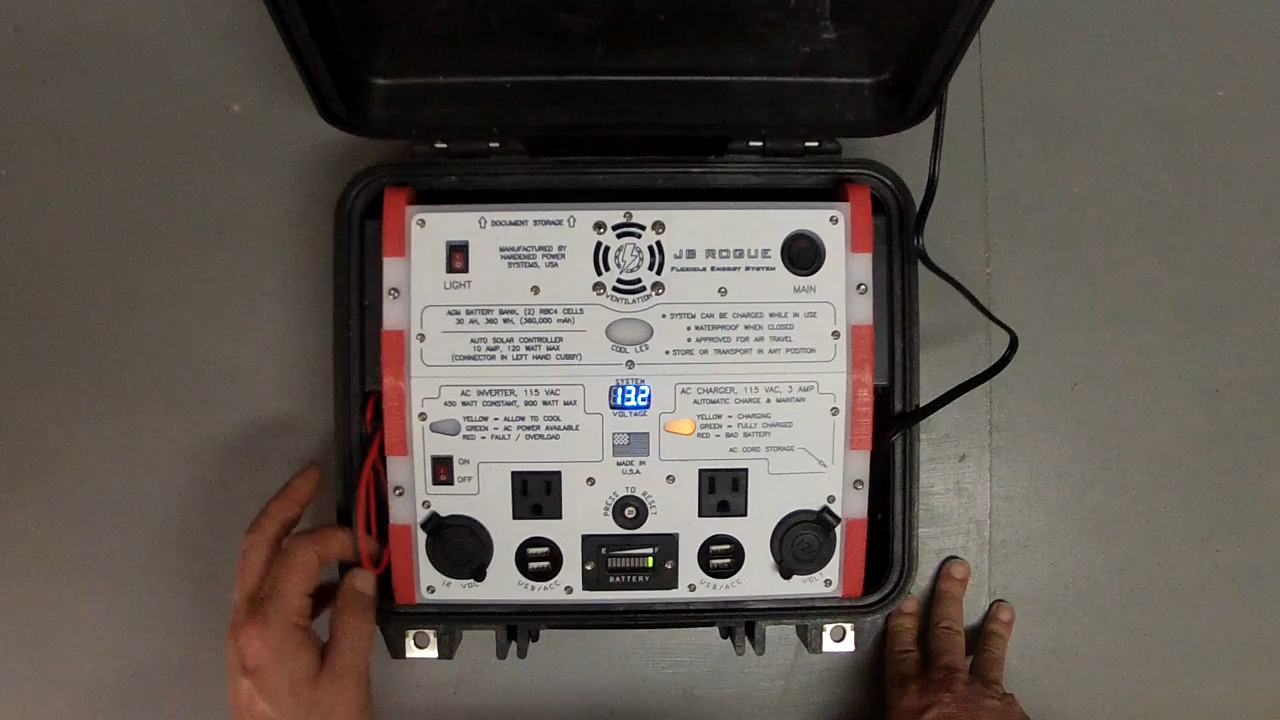 DOCUMENT STORAGE
MANUFACTURED BY
HARDENED POWER
SYSTEMS, USA
LIGHT
VENTILATION
JB ROGUE
FLEXIBLE ENERGY SYSTEM
MAIN
AGM BATTERY BANK, (2) RBC4 CELLS
30 AH, 360 WH, (360,000 mAh)
AUTO SOLAR CONTROLLER
10 AMP, 120 WATT MAX
(CONNECTOR IN LEFT HAND CUBBY)
COOL LED
SYSTEM CAN BE CHARGED WHILE IN USE
WATERPROOF WHEN CLOSED
APPROVED FOR AIR TRAVEL
STORE OR TRANSPORT IN ANY POSITION
AC INVERTER, 115 VAC
450 WATT CONSTANT, 900 WATT MAX
YELLOW = ALLOW TO COOL
GREEN = AC POWER AVAILABLE
RED = FAULT / OVERLOAD
ON
OFF
SYSTEM
13.2
VOLTAGE
MADE IN
U.S.A.
AC CHARGER, 115 VAC, 3 AMP
AUTOMATIC CHARGE & MAINTAIN
YELLOW = CHARGING
GREEN = FULLY CHARGED
RED = BAD BATTERY
AC CORD STORAGE
PRESS TO RESET
30
12 VOLT
USB/ACC.
E F
BATTERY
USB/ACC.
VOLT